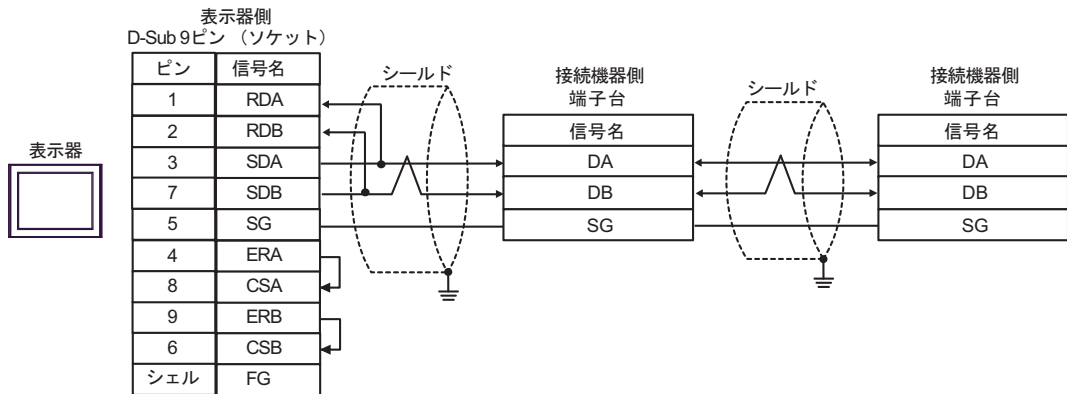 表示器側
D-Sub 9ピン （ソケット）
表示器
ピン 信号名
1 RDA
2 RDB
3 SDA
7 SDB
5 SG
4 ERA
8 CSA
9 ERB
6 CSB
シェル FG
シールド
接続機器側
端子台
信号名
DA
DB
SG
シールド
接続機器側
端子台
信号名
DA
DB
SG